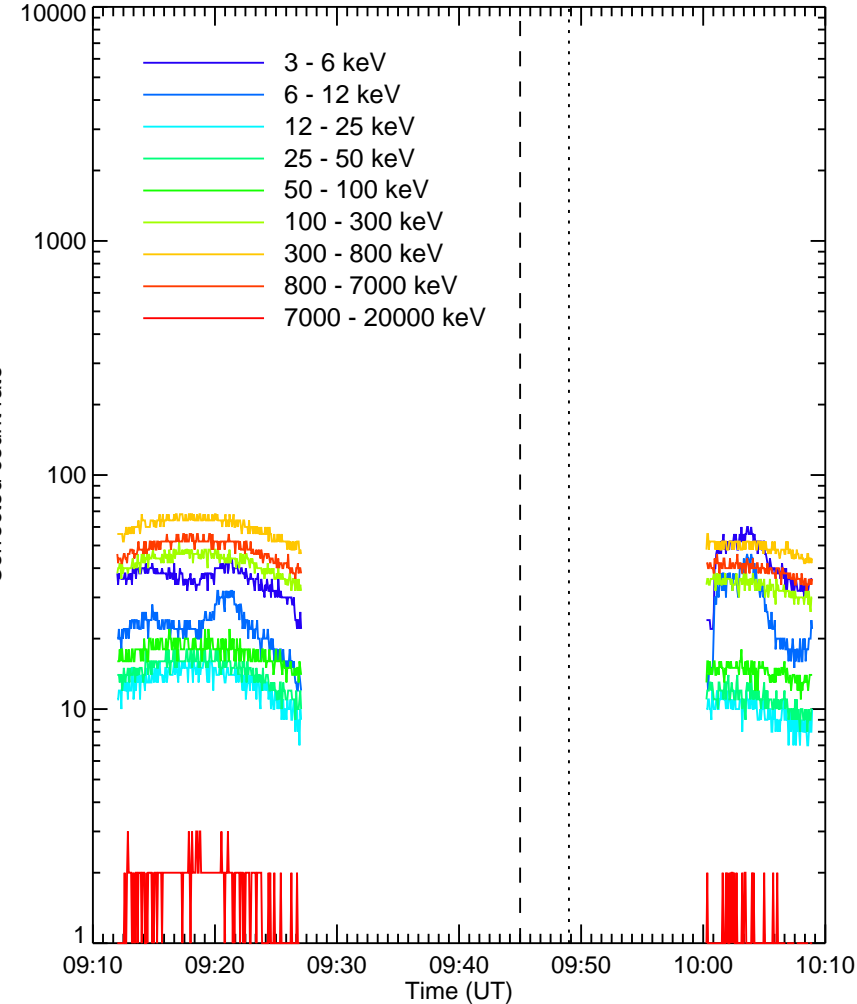 10000
1000
100
10
1
3 - 6 keV
6 - 12 keV
12 - 25 keV
25 - 50 keV
50 - 100 keV
100 - 300 keV
300 - 800 keV
800 - 7000 keV
7000 - 20000 keV
09:10 09:20 09:30 09:40 09:50 10:00 10:10
Time (UT)